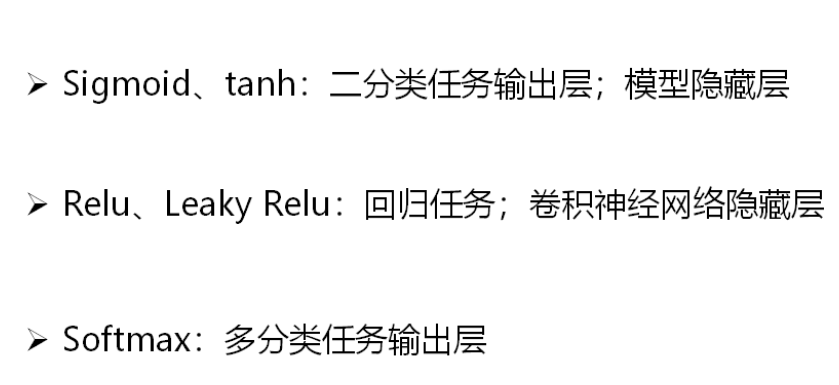 ➢ Sigmoid、tanh：二分类任务输出层；模型隐藏层
➢ Relu、Leaky Relu：回归任务；卷积神经网络隐藏层
➢ Softmax：多分类任务输出层